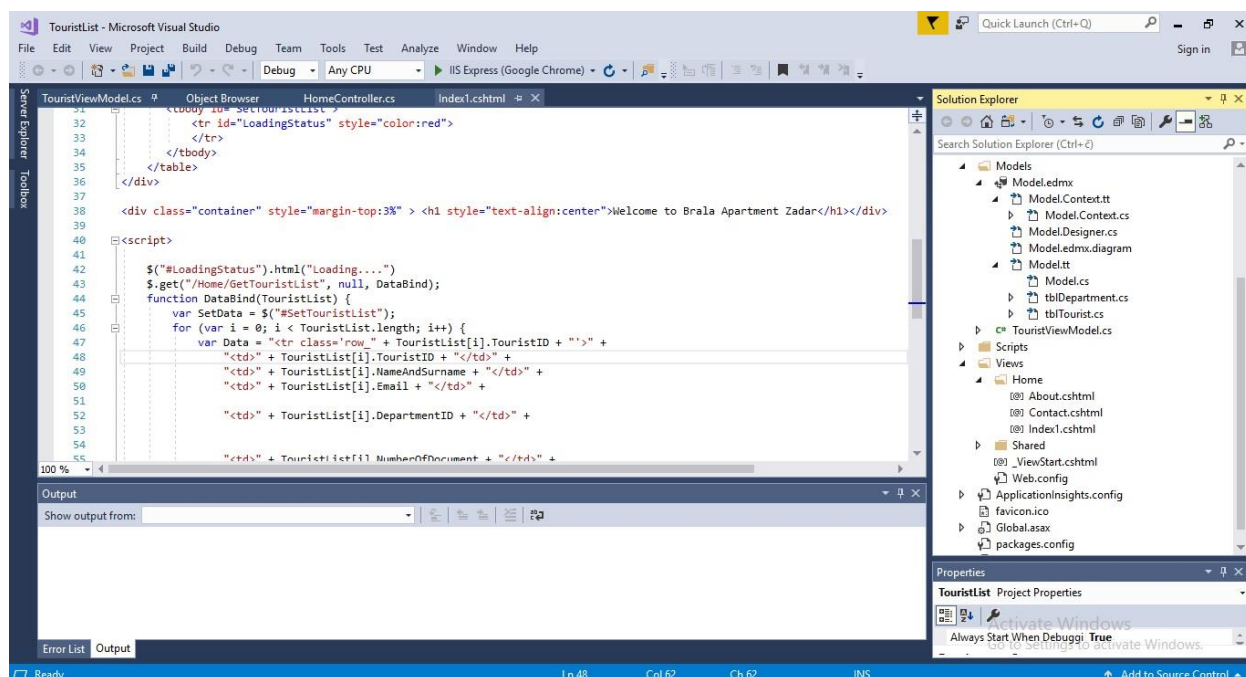 TouristList - Microsoft Visual Studio
Quick Launch (Ctrl+Q)
File Edit View Project Build Debug Team Tools Test Analyze Window Help
Sign in
Debug Any CPU IIS Express (Google Chrome)
Server Explorer
Toolbox
TouristViewModel.cs Object Browser HomeController.cs Index1.cshtml
31 <tbody id="SetTouristList">
32 <tr id="LoadingStatus" style="color:red">
33 </tr>
34 </tbody>
35 </table>
36 </div>
37
38 <div class="container" style="margin-top:3%" > <h1 style="text-align:center">Welcome to Brala Apartment Zadar</h1></div>
39
40 <script>
41
42 $("#LoadingStatus").html("Loading....")
43 $.get("/Home/GetTouristList", null, DataBind);
44 function DataBind(TouristList) {
45 var SetData = $("#SetTouristList");
46 for (var i = 0; i < TouristList.length; i++) {
47 var Data = "<tr class='row_" + TouristList[i].TouristID + "'>" +
48 "<td>" + TouristList[i].TouristID + "</td>" +
49 "<td>" + TouristList[i].NameAndSurname + "</td>" +
50 "<td>" + TouristList[i].Email + "</td>" +
51
52 "<td>" + TouristList[i].DepartmentID + "</td>" +
53
54
55 "<td>" + TouristList[i].NumberOfDocument + "</td>" +
100 %
Output
Show output from:
Error List Output
Solution Explorer
Search Solution Explorer (Ctrl+č)
Models
Model.edmx
Model.Context.tt
Model.Context.cs
Model.Designer.cs
Model.edmx.diagram
Model.tt
Model.cs
tblDepartment.cs
tblTourist.cs
C# TouristViewModel.cs
Scripts
Views
Home
[@] About.cshtml
[@] Contact.cshtml
[@] Index1.cshtml
Shared
[@] _ViewStart.cshtml
Web.config
ApplicationInsights.config
favicon.ico
Global.asax
packages.config
Properties
TouristList Project Properties
Activate Windows
Always Start When Debuggi True
Go to Settings to activate Windows.
Ready Ln 48 Col 62 Ch 62 INS Add to Source Control